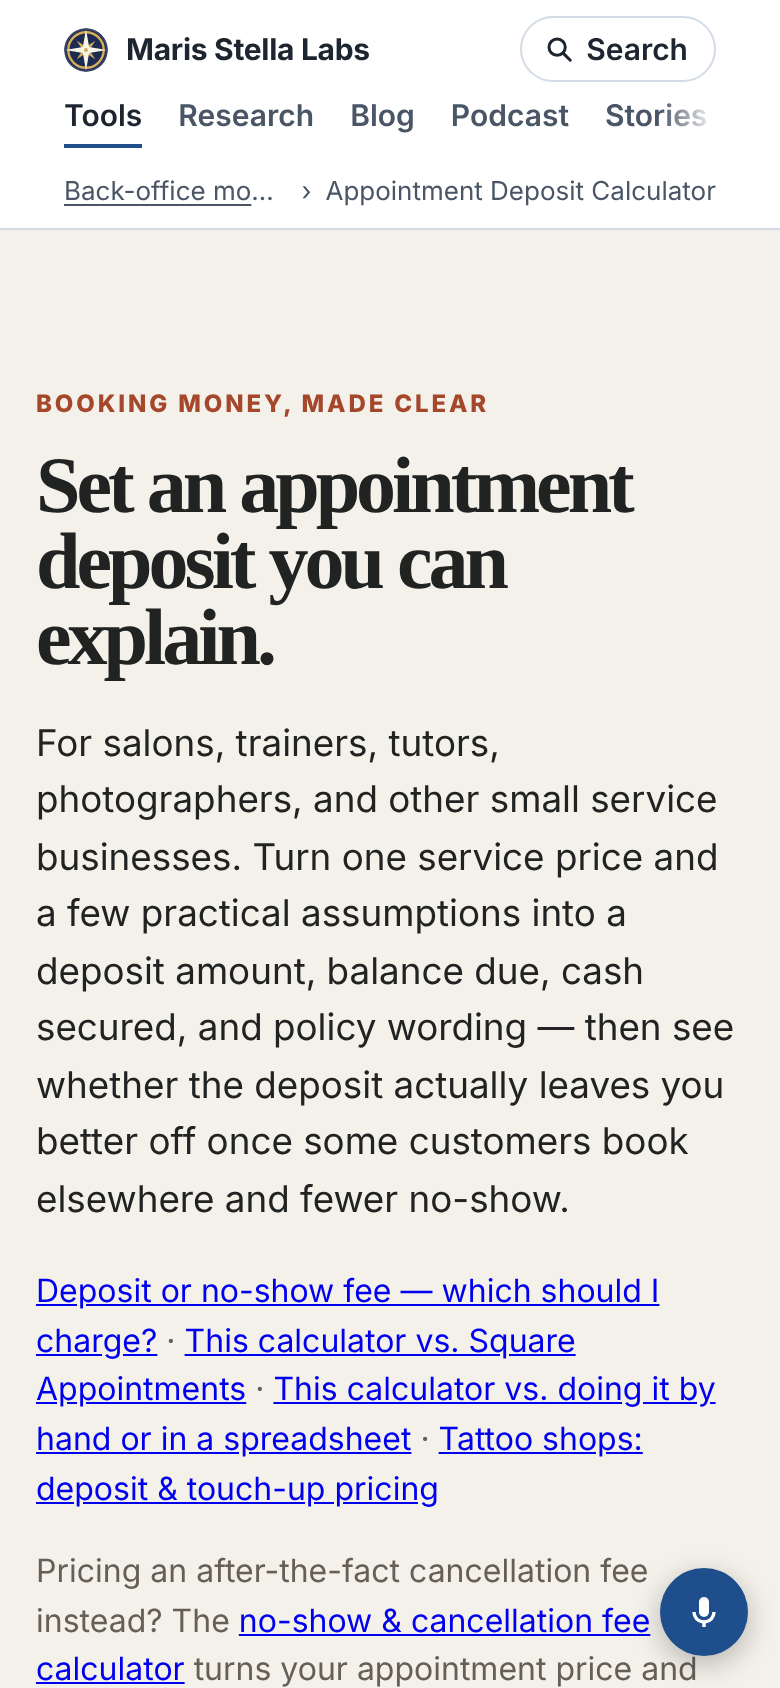 Maris Stella Labs
Search
Tools Research Blog Podcast Stories
Back-office mo... › Appointment Deposit Calculator
BOOKING MONEY, MADE CLEAR
Set an appointment
deposit you can
explain.
For salons, trainers, tutors,
photographers, and other small service
businesses. Turn one service price and
a few practical assumptions into a
deposit amount, balance due, cash
secured, and policy wording — then see
whether the deposit actually leaves you
better off once some customers book
elsewhere and fewer no-show.
Deposit or no-show fee — which should I
charge? · This calculator vs. Square
Appointments · This calculator vs. doing it by
hand or in a spreadsheet · Tattoo shops:
deposit & touch-up pricing
Pricing an after-the-fact cancellation fee
instead? The no-show & cancellation fee
calculator turns your appointment price and